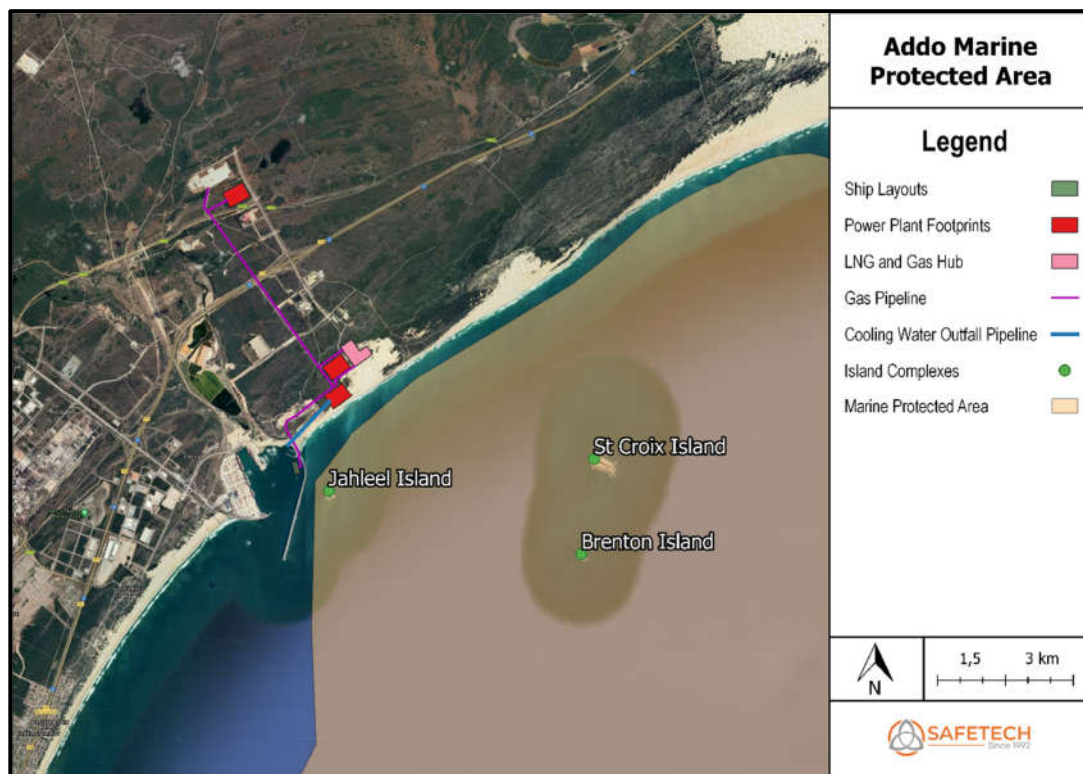 Addo Marine
Protected Area
Legend
Ship Layouts
Power Plant Footprints
LNG and Gas Hub
Gas Pipeline
Cooling Water Outfall Pipeline
Island Complexes
Marine Protected Area
St Croix Island
Jahleel Island
Brenton Island
N
1,5 3 km
SAFETECH
Since 1992